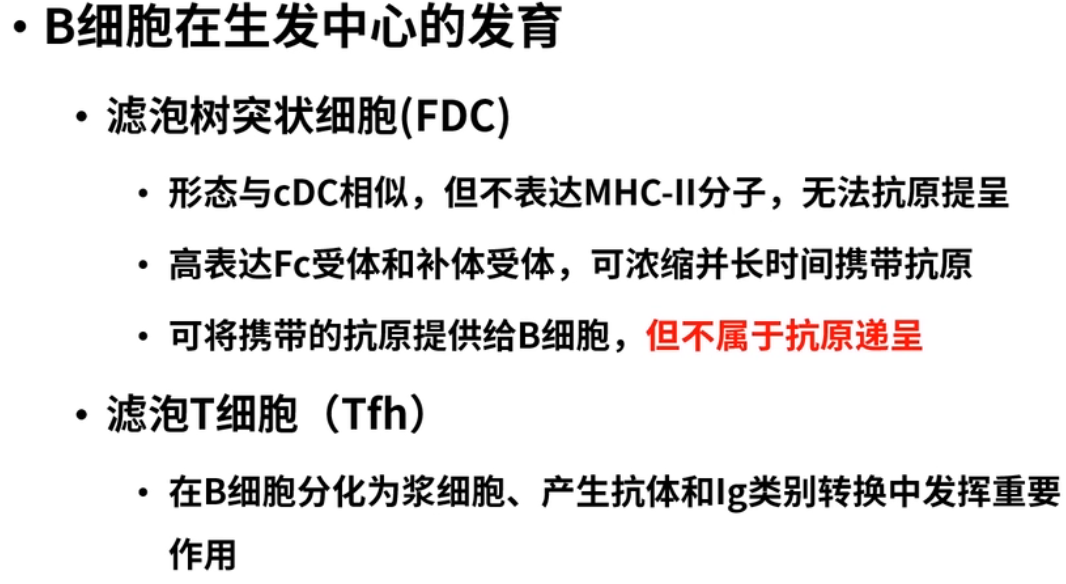 • B细胞在生发中心的发育
• 滤泡树突状细胞(FDC)
• 形态与cDC相似，但不表达MHC-II分子，无法抗原提呈
• 高表达Fc受体和补体受体，可浓缩并长时间携带抗原
• 可将携带的抗原提供给B细胞，但不属于抗原递呈
• 滤泡T细胞（Tfh）
• 在B细胞分化为浆细胞、产生抗体和Ig类别转换中发挥重要
作用